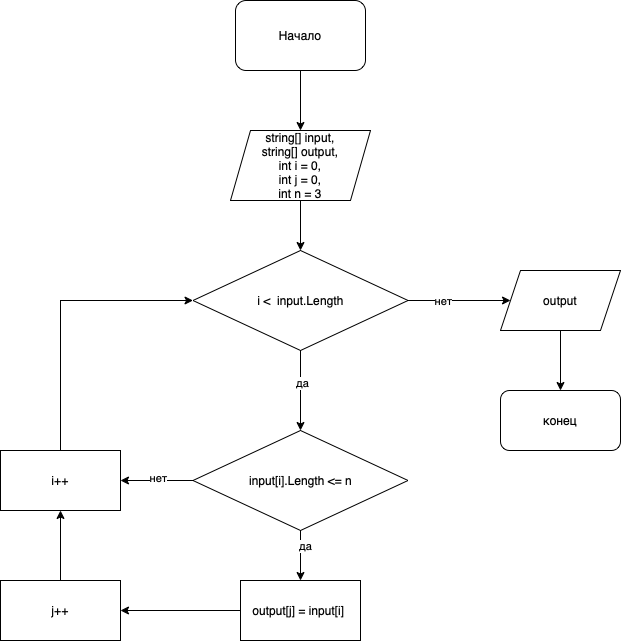 Начало
string[] input,
string[] output,
int i = 0,
int j = 0,
int n = 3
i < input.Length
нет
output
да
конец
input[i].Length <= n
нет
i++
да
output[j] = input[i]
j++